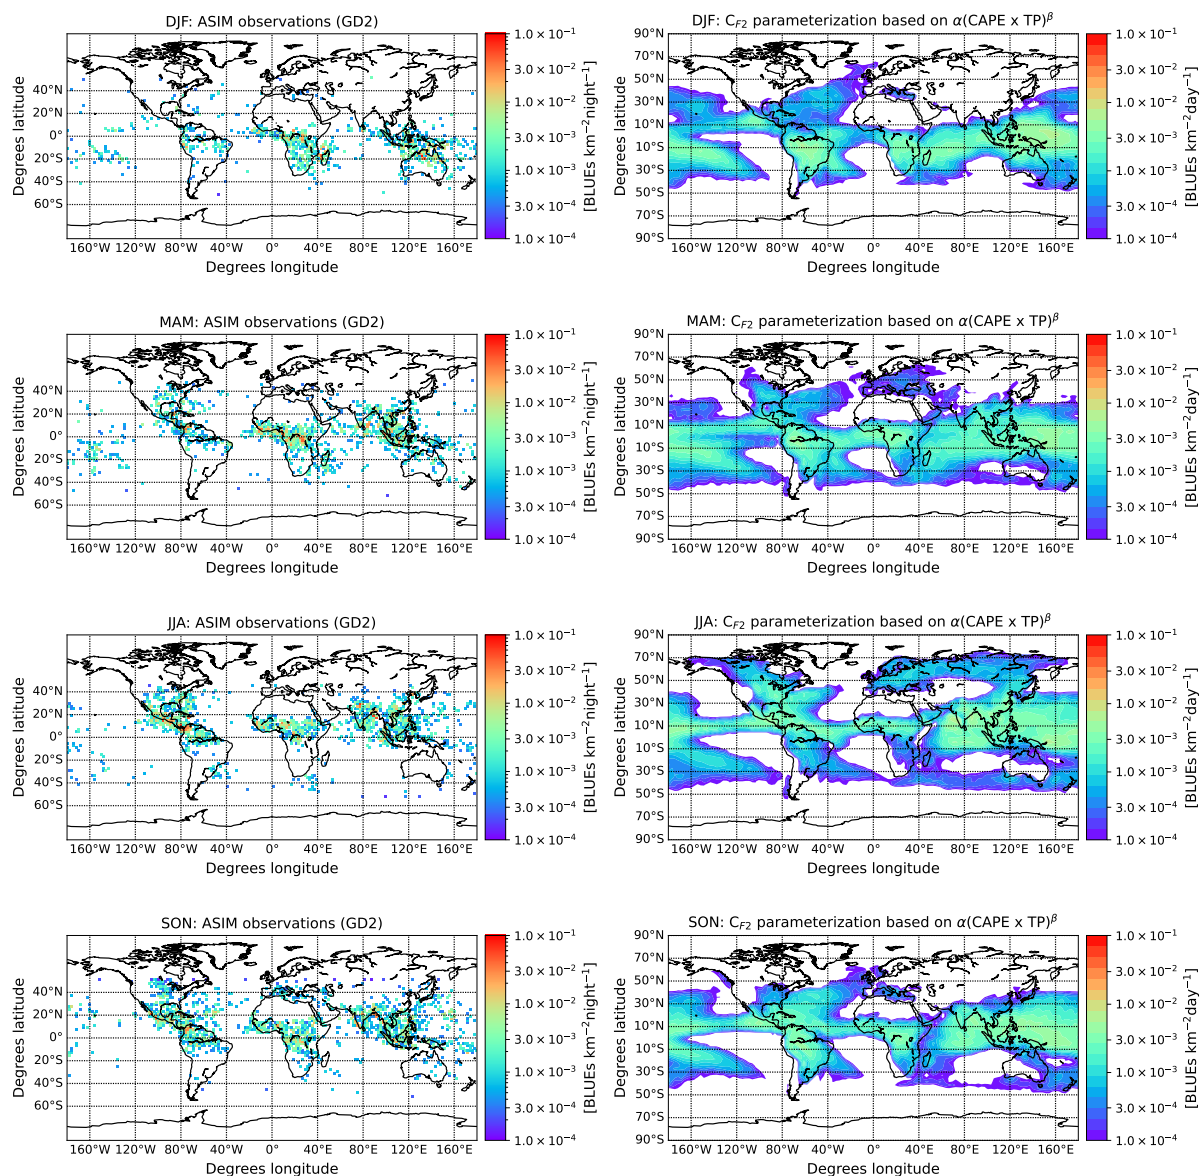 DJF: ASIM observations (GD2)
Degrees latitude
40°N
20°N
0°
20°S
40°S
60°S
160°W 120°W 80°W 40°W 0° 40°E 80°E 120°E 160°E
Degrees longitude
1.0 × 10⁻¹
3.0 × 10⁻²
1.0 × 10⁻²
3.0 × 10⁻³
1.0 × 10⁻³
3.0 × 10⁻⁴
1.0 × 10⁻⁴
[BLUEs km⁻²night⁻¹]
DJF: C_F2 parameterization based on α(CAPE x TP)^β
Degrees latitude
90°N
70°N
50°N
30°N
10°N
10°S
30°S
50°S
70°S
90°S
160°W 120°W 80°W 40°W 0° 40°E 80°E 120°E 160°E
Degrees longitude
1.0 × 10⁻¹
3.0 × 10⁻²
1.0 × 10⁻²
3.0 × 10⁻³
1.0 × 10⁻³
3.0 × 10⁻⁴
1.0 × 10⁻⁴
[BLUEs km⁻²day⁻¹]
MAM: ASIM observations (GD2)
Degrees latitude
40°N
20°N
0°
20°S
40°S
60°S
160°W 120°W 80°W 40°W 0° 40°E 80°E 120°E 160°E
Degrees longitude
1.0 × 10⁻¹
3.0 × 10⁻²
1.0 × 10⁻²
3.0 × 10⁻³
1.0 × 10⁻³
3.0 × 10⁻⁴
1.0 × 10⁻⁴
[BLUEs km⁻²night⁻¹]
MAM: C_F2 parameterization based on α(CAPE x TP)^β
Degrees latitude
90°N
70°N
50°N
30°N
10°N
10°S
30°S
50°S
70°S
90°S
160°W 120°W 80°W 40°W 0° 40°E 80°E 120°E 160°E
Degrees longitude
1.0 × 10⁻¹
3.0 × 10⁻²
1.0 × 10⁻²
3.0 × 10⁻³
1.0 × 10⁻³
3.0 × 10⁻⁴
1.0 × 10⁻⁴
[BLUEs km⁻²day⁻¹]
JJA: ASIM observations (GD2)
Degrees latitude
40°N
20°N
0°
20°S
40°S
60°S
160°W 120°W 80°W 40°W 0° 40°E 80°E 120°E 160°E
Degrees longitude
1.0 × 10⁻¹
3.0 × 10⁻²
1.0 × 10⁻²
3.0 × 10⁻³
1.0 × 10⁻³
3.0 × 10⁻⁴
1.0 × 10⁻⁴
[BLUEs km⁻²night⁻¹]
JJA: C_F2 parameterization based on α(CAPE x TP)^β
Degrees latitude
90°N
70°N
50°N
30°N
10°N
10°S
30°S
50°S
70°S
90°S
160°W 120°W 80°W 40°W 0° 40°E 80°E 120°E 160°E
Degrees longitude
1.0 × 10⁻¹
3.0 × 10⁻²
1.0 × 10⁻²
3.0 × 10⁻³
1.0 × 10⁻³
3.0 × 10⁻⁴
1.0 × 10⁻⁴
[BLUEs km⁻²day⁻¹]
SON: ASIM observations (GD2)
Degrees latitude
40°N
20°N
0°
20°S
40°S
60°S
160°W 120°W 80°W 40°W 0° 40°E 80°E 120°E 160°E
Degrees longitude
1.0 × 10⁻¹
3.0 × 10⁻²
1.0 × 10⁻²
3.0 × 10⁻³
1.0 × 10⁻³
3.0 × 10⁻⁴
1.0 × 10⁻⁴
[BLUEs km⁻²night⁻¹]
SON: C_F2 parameterization based on α(CAPE x TP)^β
Degrees latitude
90°N
70°N
50°N
30°N
10°N
10°S
30°S
50°S
70°S
90°S
160°W 120°W 80°W 40°W 0° 40°E 80°E 120°E 160°E
Degrees longitude
1.0 × 10⁻¹
3.0 × 10⁻²
1.0 × 10⁻²
3.0 × 10⁻³
1.0 × 10⁻³
3.0 × 10⁻⁴
1.0 × 10⁻⁴
[BLUEs km⁻²day⁻¹]